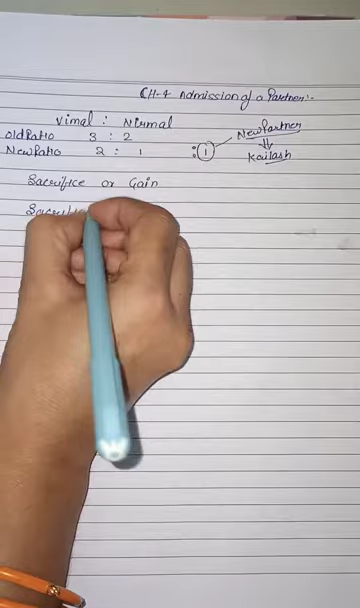 CH-4 Admission of a Partner:-
Vimal : Nirmal
Old Ratio 3 : 2
New Partner
New Ratio 2 : 1 : 1
Kailash
Sacrifice or Gain
Sacrific